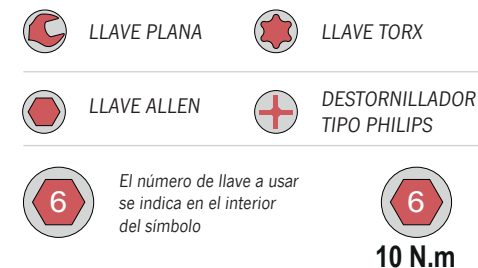 LLAVE PLANA
LLAVE TORX
LLAVE ALLEN
DESTORNILLADOR
TIPO PHILIPS
6
El número de llave a usar
se indica en el interior
del símbolo
6
10 N.m